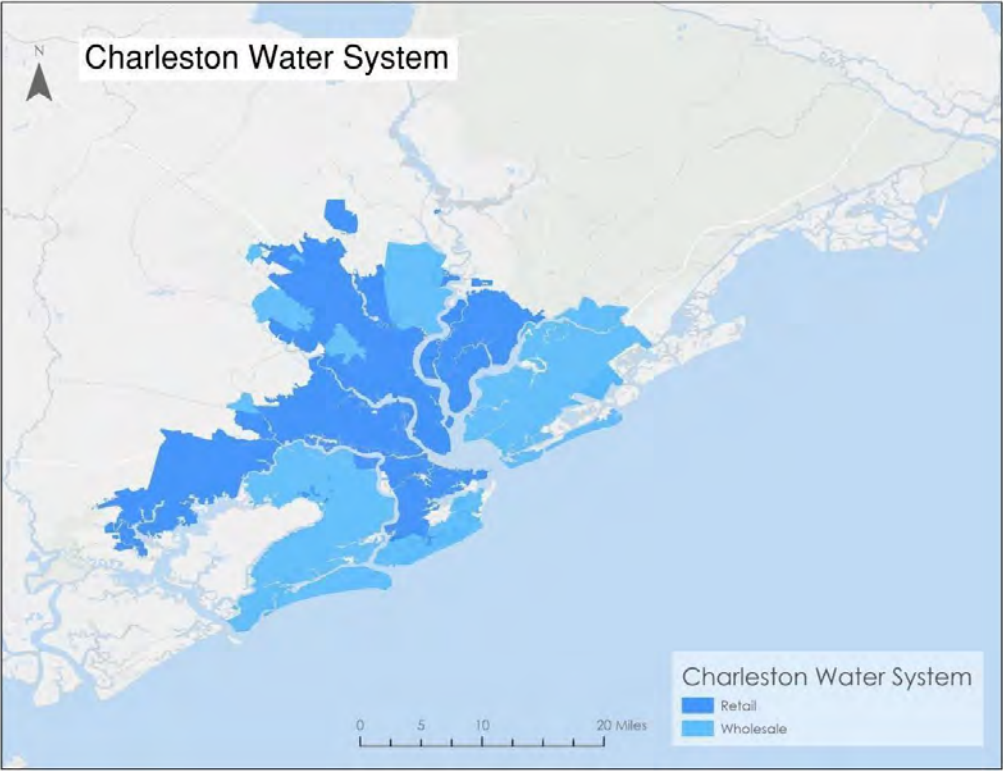 N
Charleston Water System
Charleston Water System
Retail
Wholesale
0 5 10 20 Miles